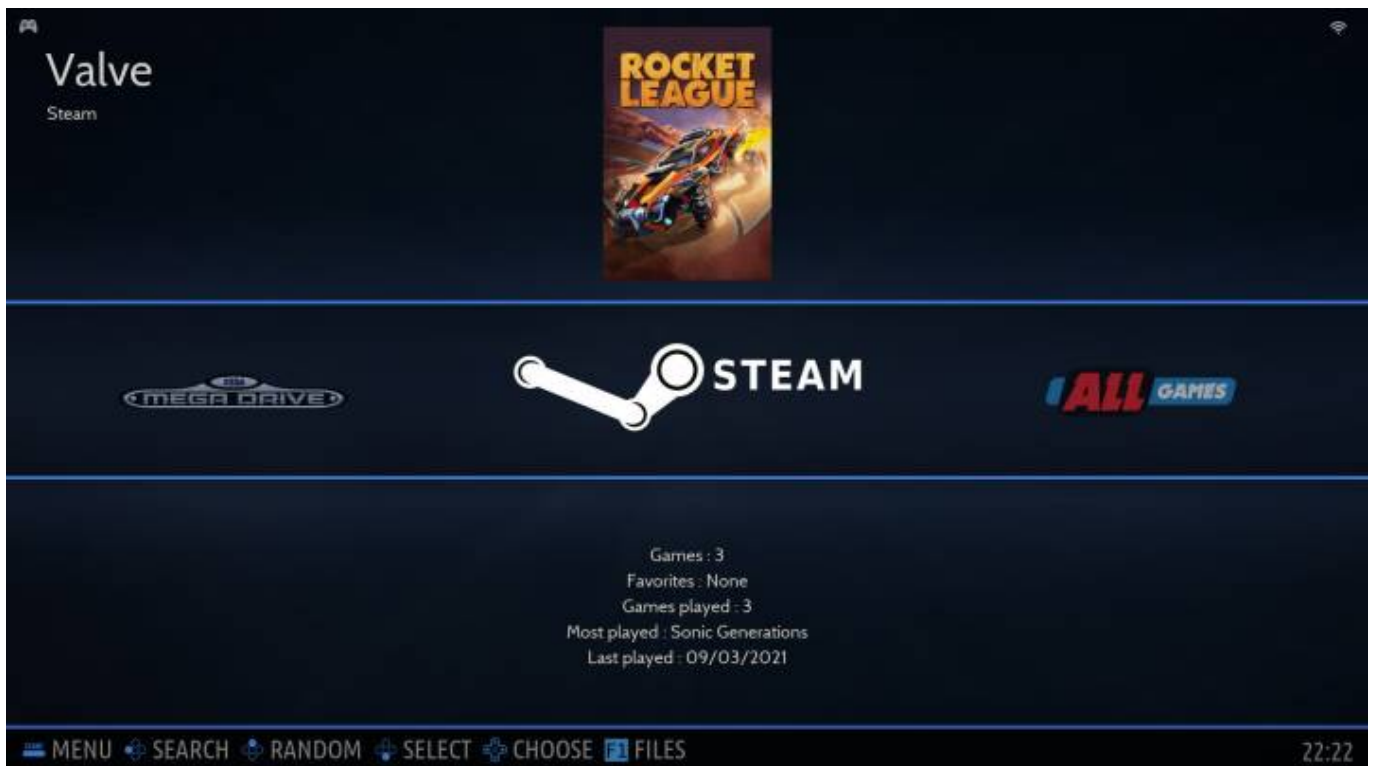 Valve
Steam
ROCKET
LEAGUE
SEGA
MEGA DRIVE
STEAM
ALL GAMES
Games : 3
Favorites : None
Games played : 3
Most played : Sonic Generations
Last played : 09/03/2021
MENU SEARCH RANDOM SELECT CHOOSE F1 FILES
22:22